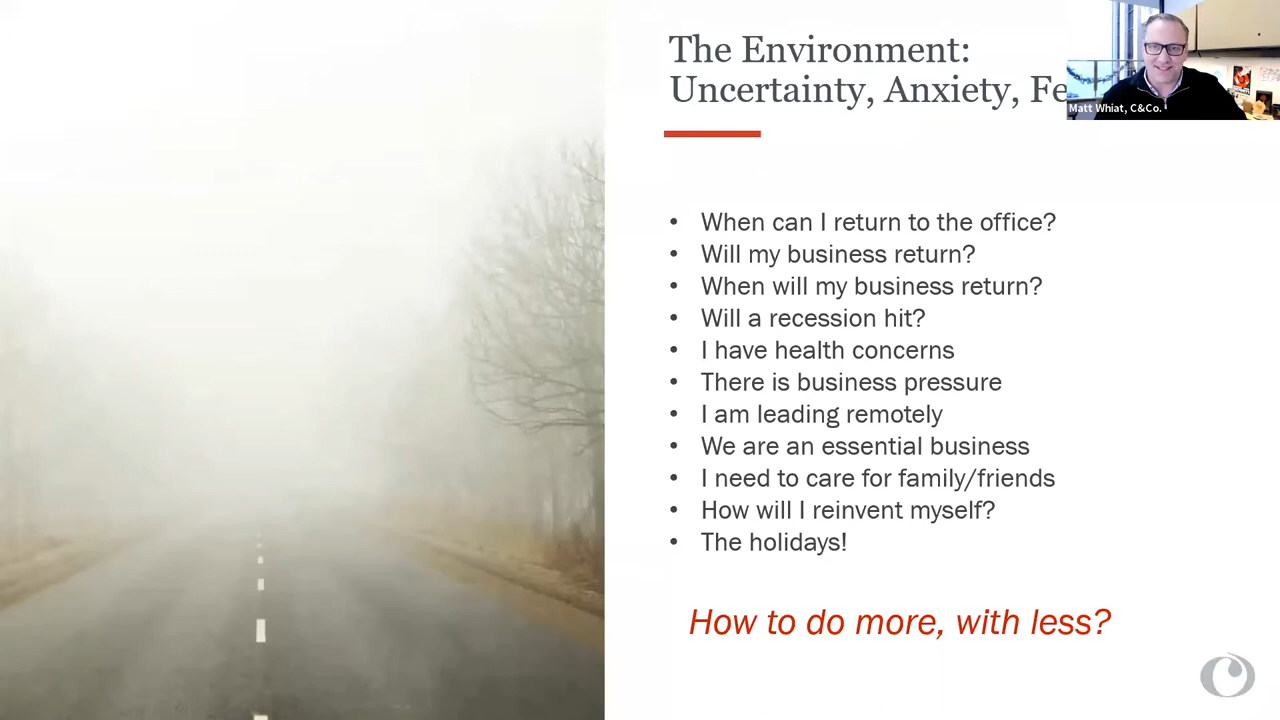 The Environment:
Uncertainty, Anxiety, Fe
Matt Whiat, C&Co.
• When can I return to the office?
• Will my business return?
• When will my business return?
• Will a recession hit?
• I have health concerns
• There is business pressure
• I am leading remotely
• We are an essential business
• I need to care for family/friends
• How will I reinvent myself?
• The holidays!
How to do more, with less?